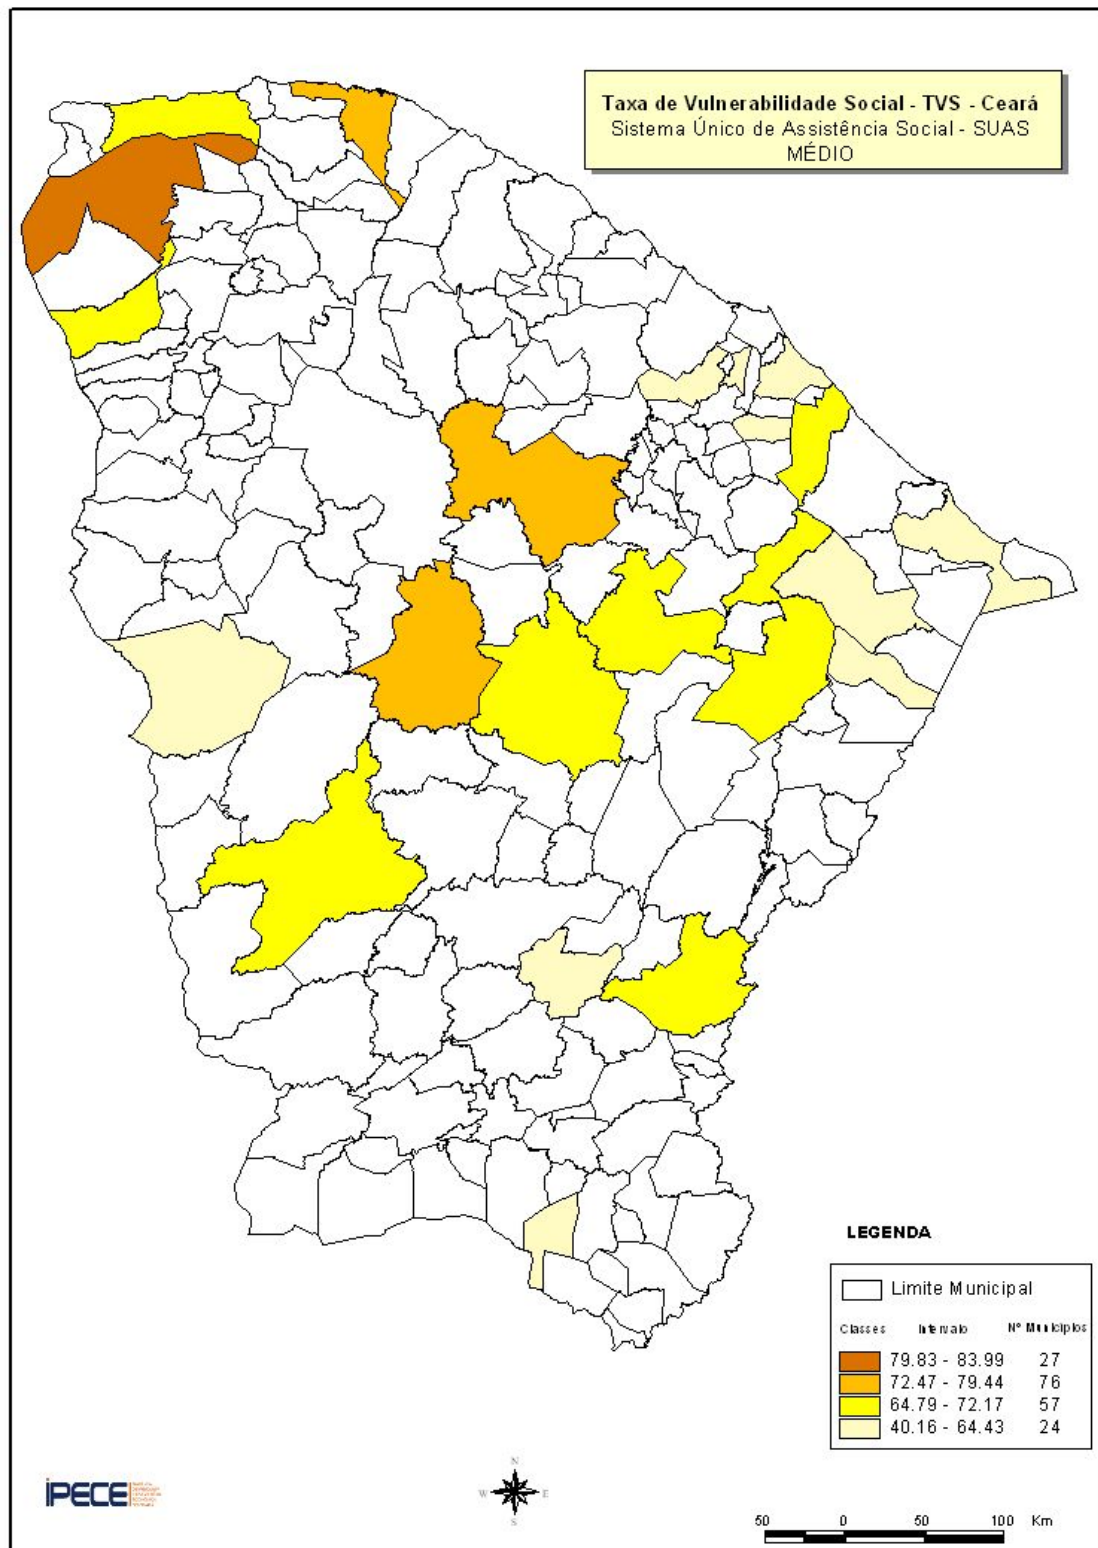 Taxa de Vulnerabilidade Social - TVS - Ceará
Sistema Único de Assistência Social - SUAS
MÉDIO
LEGENDA
Limite Municipal
Classes Intervalo Nº Municípios
79.83 - 83.99 27
72.47 - 79.44 76
64.79 - 72.17 57
40.16 - 64.43 24
N
W E
S
IPECE
50 0 50 100 Km